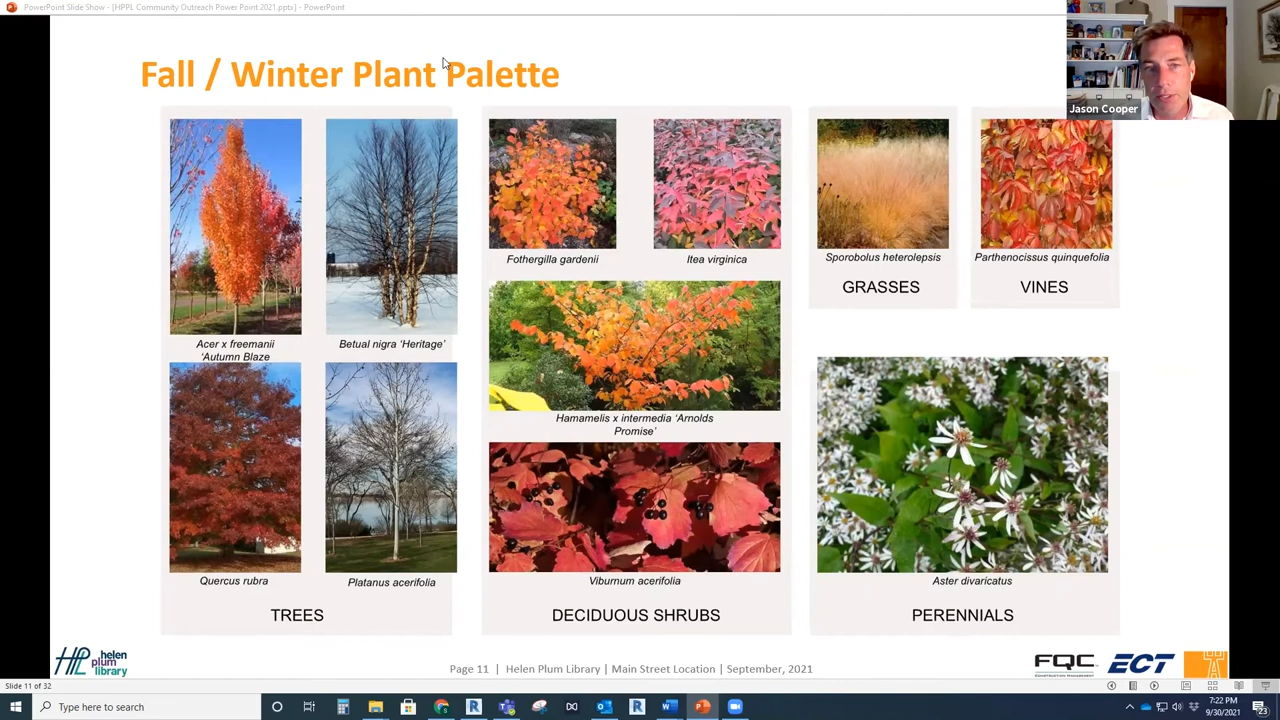 PowerPoint Slide Show - [HPPL Community Outreach Power Point 2021.pptx] - PowerPoint
Fall / Winter Plant Palette
Jason Cooper
Acer x freemanii
‘Autumn Blaze
Betual nigra ‘Heritage’
Quercus rubra
Platanus acerifolia
TREES
Fothergilla gardenii
Itea virginica
Hamamelis x intermedia ‘Arnolds
Promise’
Viburnum acerifolia
DECIDUOUS SHRUBS
Sporobolus heterolepsis
GRASSES
Parthenocissus quinquefolia
VINES
Aster divaricatus
PERENNIALS
HPL helen
plum
library
Page 11 | Helen Plum Library | Main Street Location | September, 2021
FQC
CONSTRUCTION MANAGEMENT
ECT
Slide 11 of 32
Type here to search
7:22 PM
9/30/2021
23